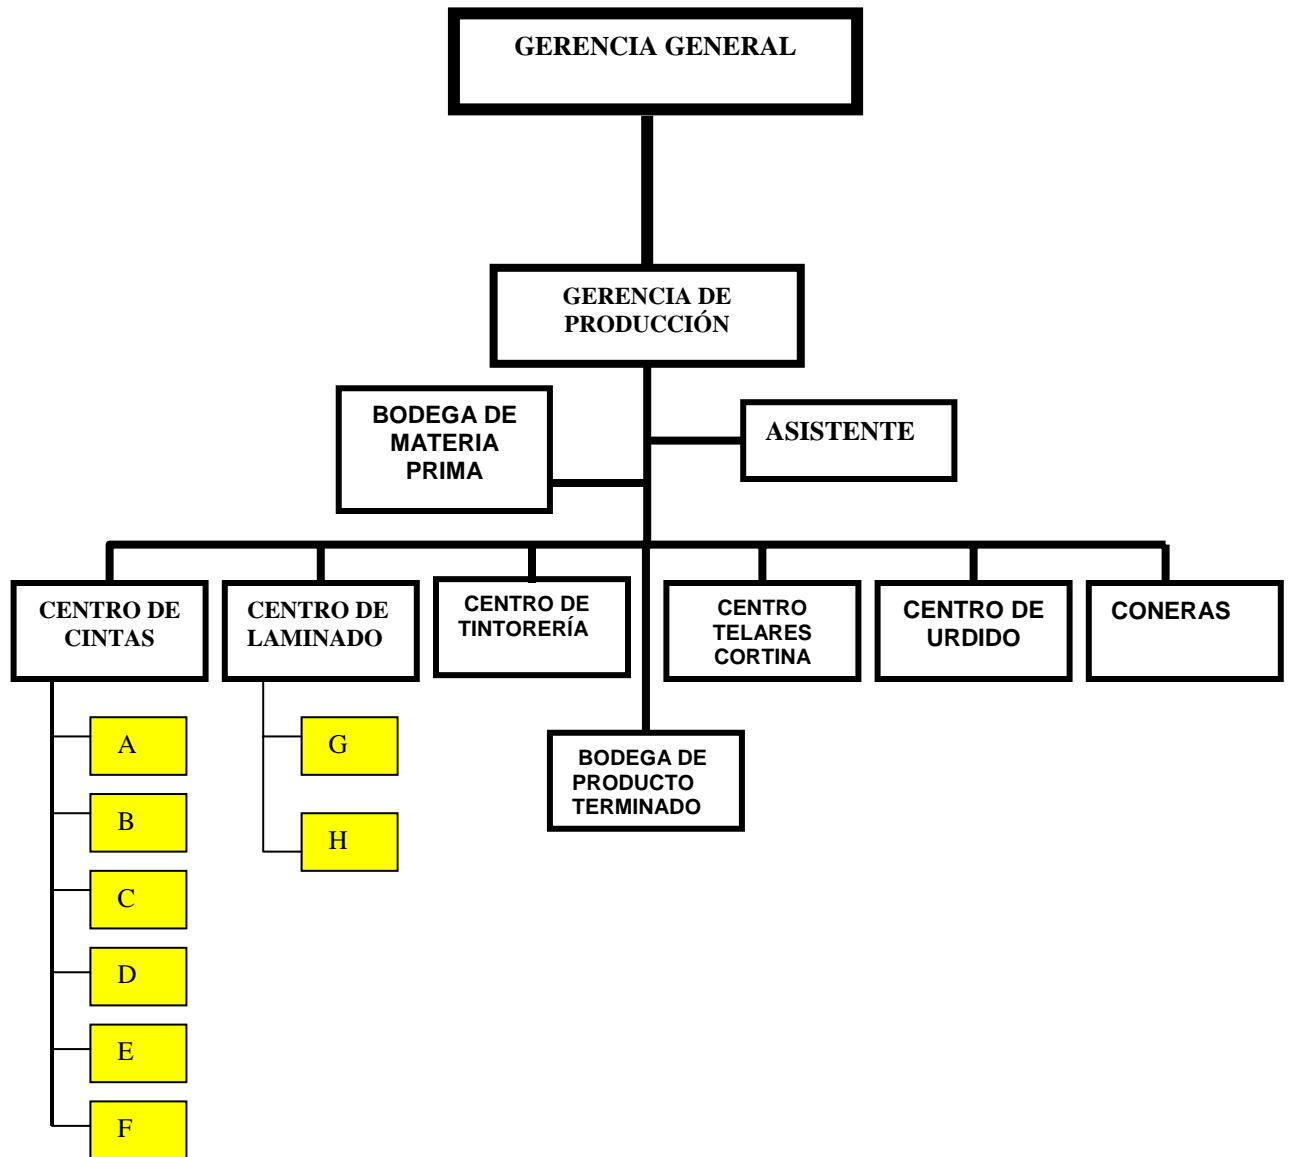 GERENCIA GENERAL
GERENCIA DE
PRODUCCIÓN
BODEGA DE
MATERIA
PRIMA
ASISTENTE
CENTRO DE
CINTAS
CENTRO DE
LAMINADO
CENTRO DE
TINTORERÍA
CENTRO
TELARES
CORTINA
CENTRO DE
URDIDO
CONERAS
A
B
C
D
E
F
G
H
BODEGA DE
PRODUCTO
TERMINADO